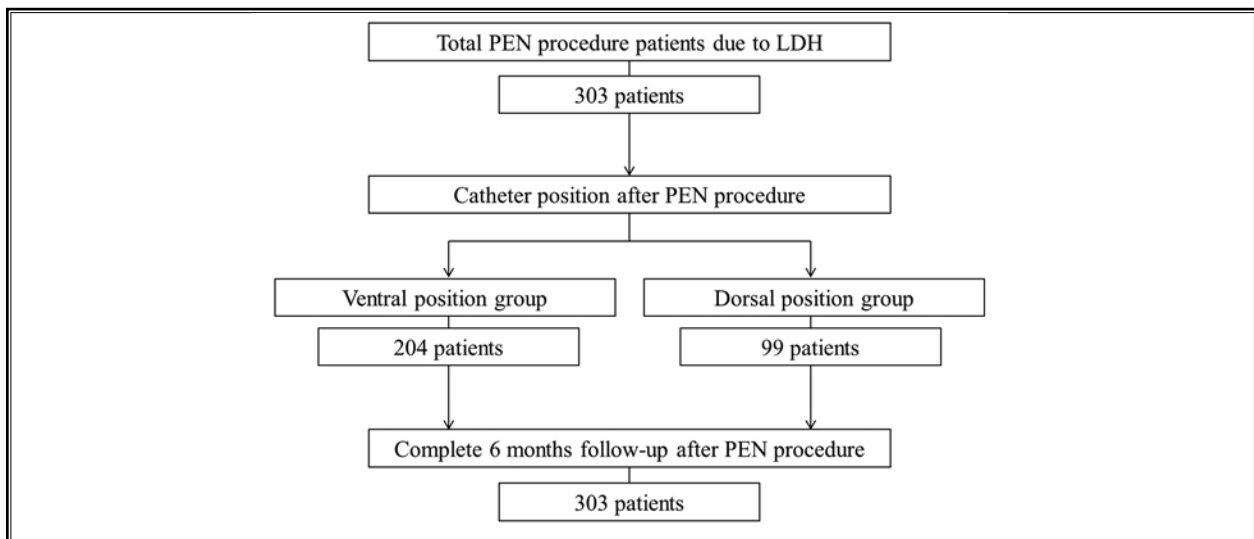 Total PEN procedure patients due to LDH
303 patients
Catheter position after PEN procedure
Ventral position group
Dorsal position group
204 patients
99 patients
Complete 6 months follow-up after PEN procedure
303 patients